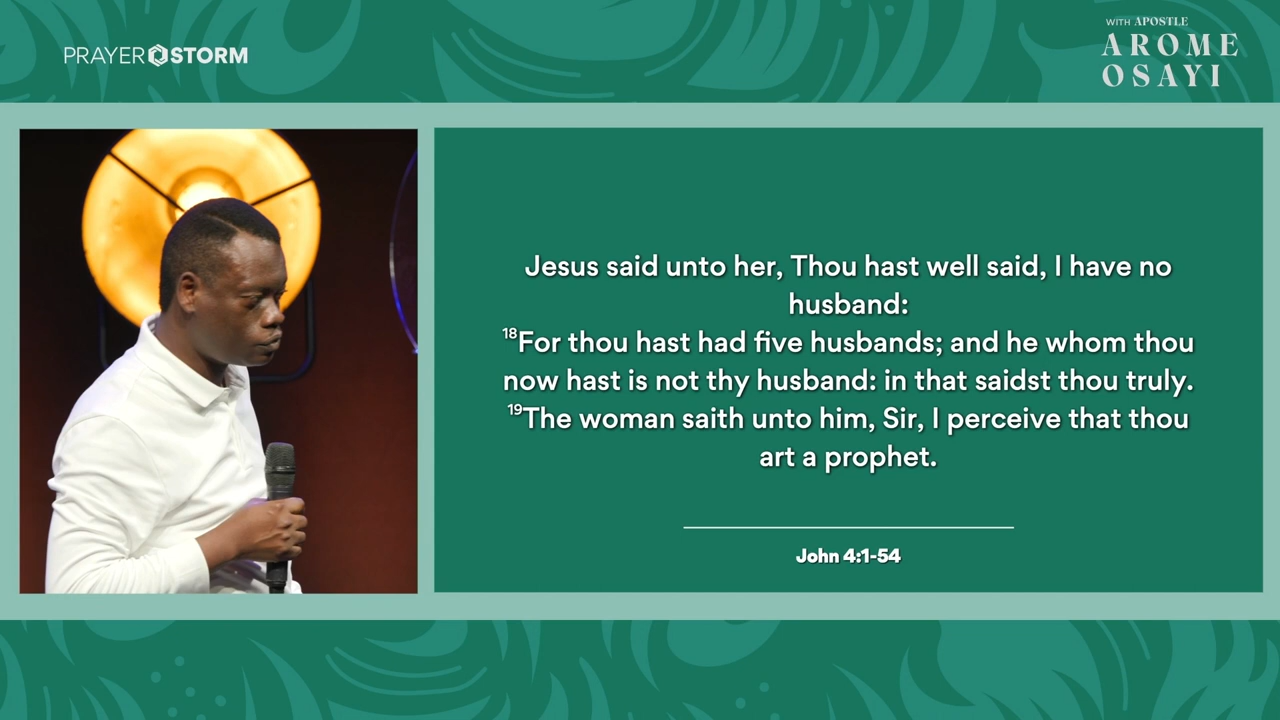 PRAYER STORM
WITH APOSTLE
AROME
OSAYI
Jesus said unto her, Thou hast well said, I have no
husband:
18For thou hast had five husbands; and he whom thou
now hast is not thy husband: in that saidst thou truly.
19The woman saith unto him, Sir, I perceive that thou
art a prophet.
John 4:1-54